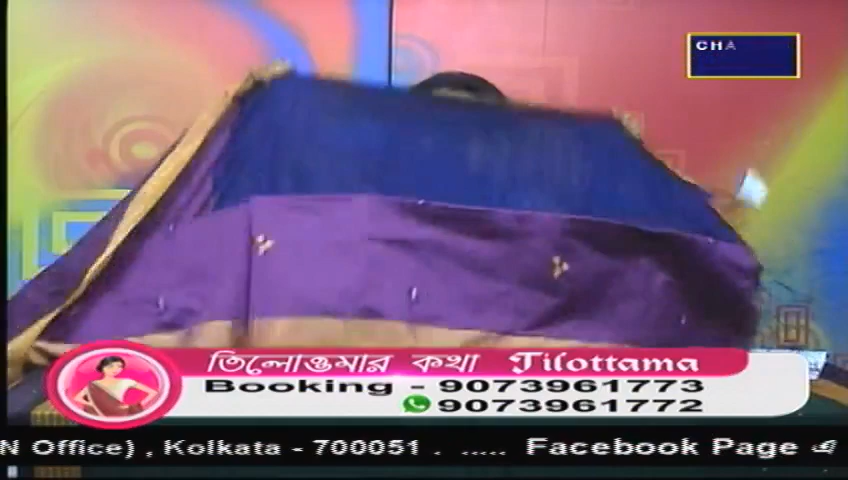 CHA
তিলোত্তমার কথা Tilottama
Booking - 9073961773
9073961772
N Office) , Kolkata - 700051 . ..... Facebook Page